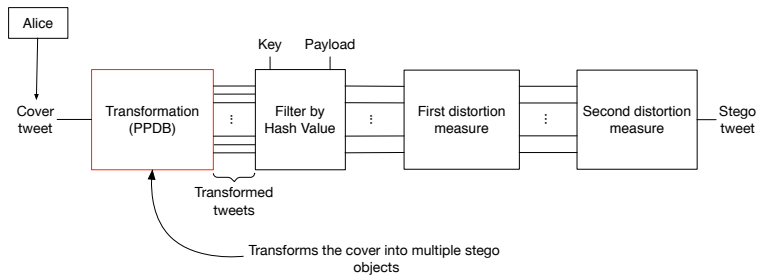 Alice
Key
Payload
Cover
tweet
Transformation
(PPDB)
⋮
Filter by
Hash Value
⋮
First distortion
measure
⋮
Second distortion
measure
Stego
tweet
Transformed
tweets
Transforms the cover into multiple stego
objects